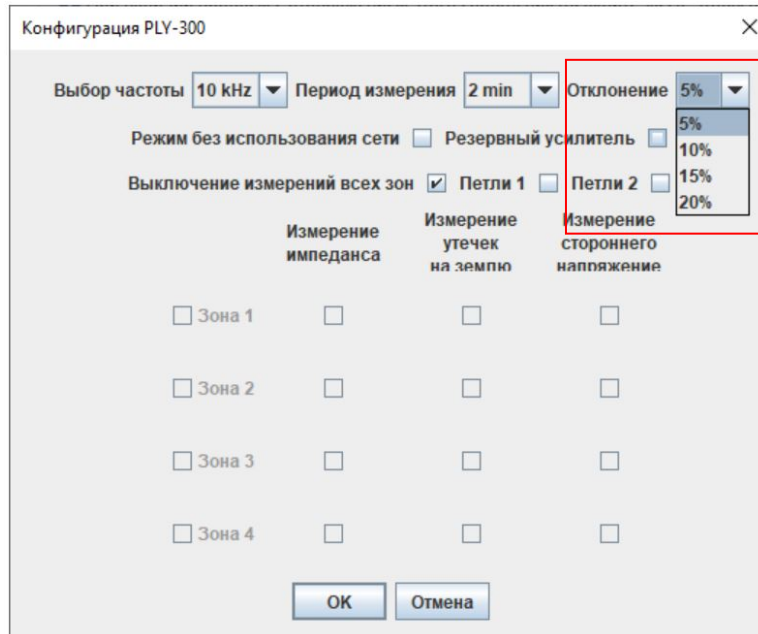 Конфигурация PLY-300
Выбор частоты 10 kHz Период измерения 2 min Отклонение 5%
5%
10%
15%
20%
Режим без использования сети Резервный усилитель
Выключение измерений всех зон Петли 1 Петли 2
Измерение
импеданса
Измерение
утечек
на землю
Измерение
стороннего
напряжение
Зона 1
Зона 2
Зона 3
Зона 4
OK Отмена